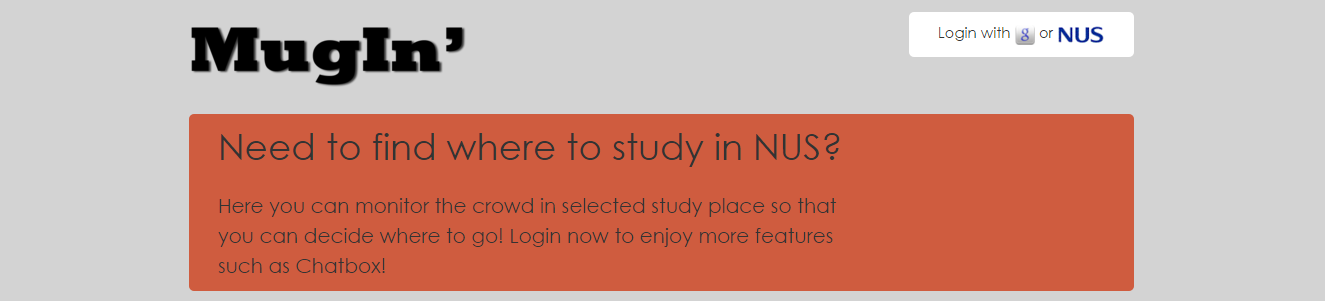 MugIn’
Login with g or NUS
Need to find where to study in NUS?
Here you can monitor the crowd in selected study place so that
you can decide where to go! Login now to enjoy more features
such as Chatbox!